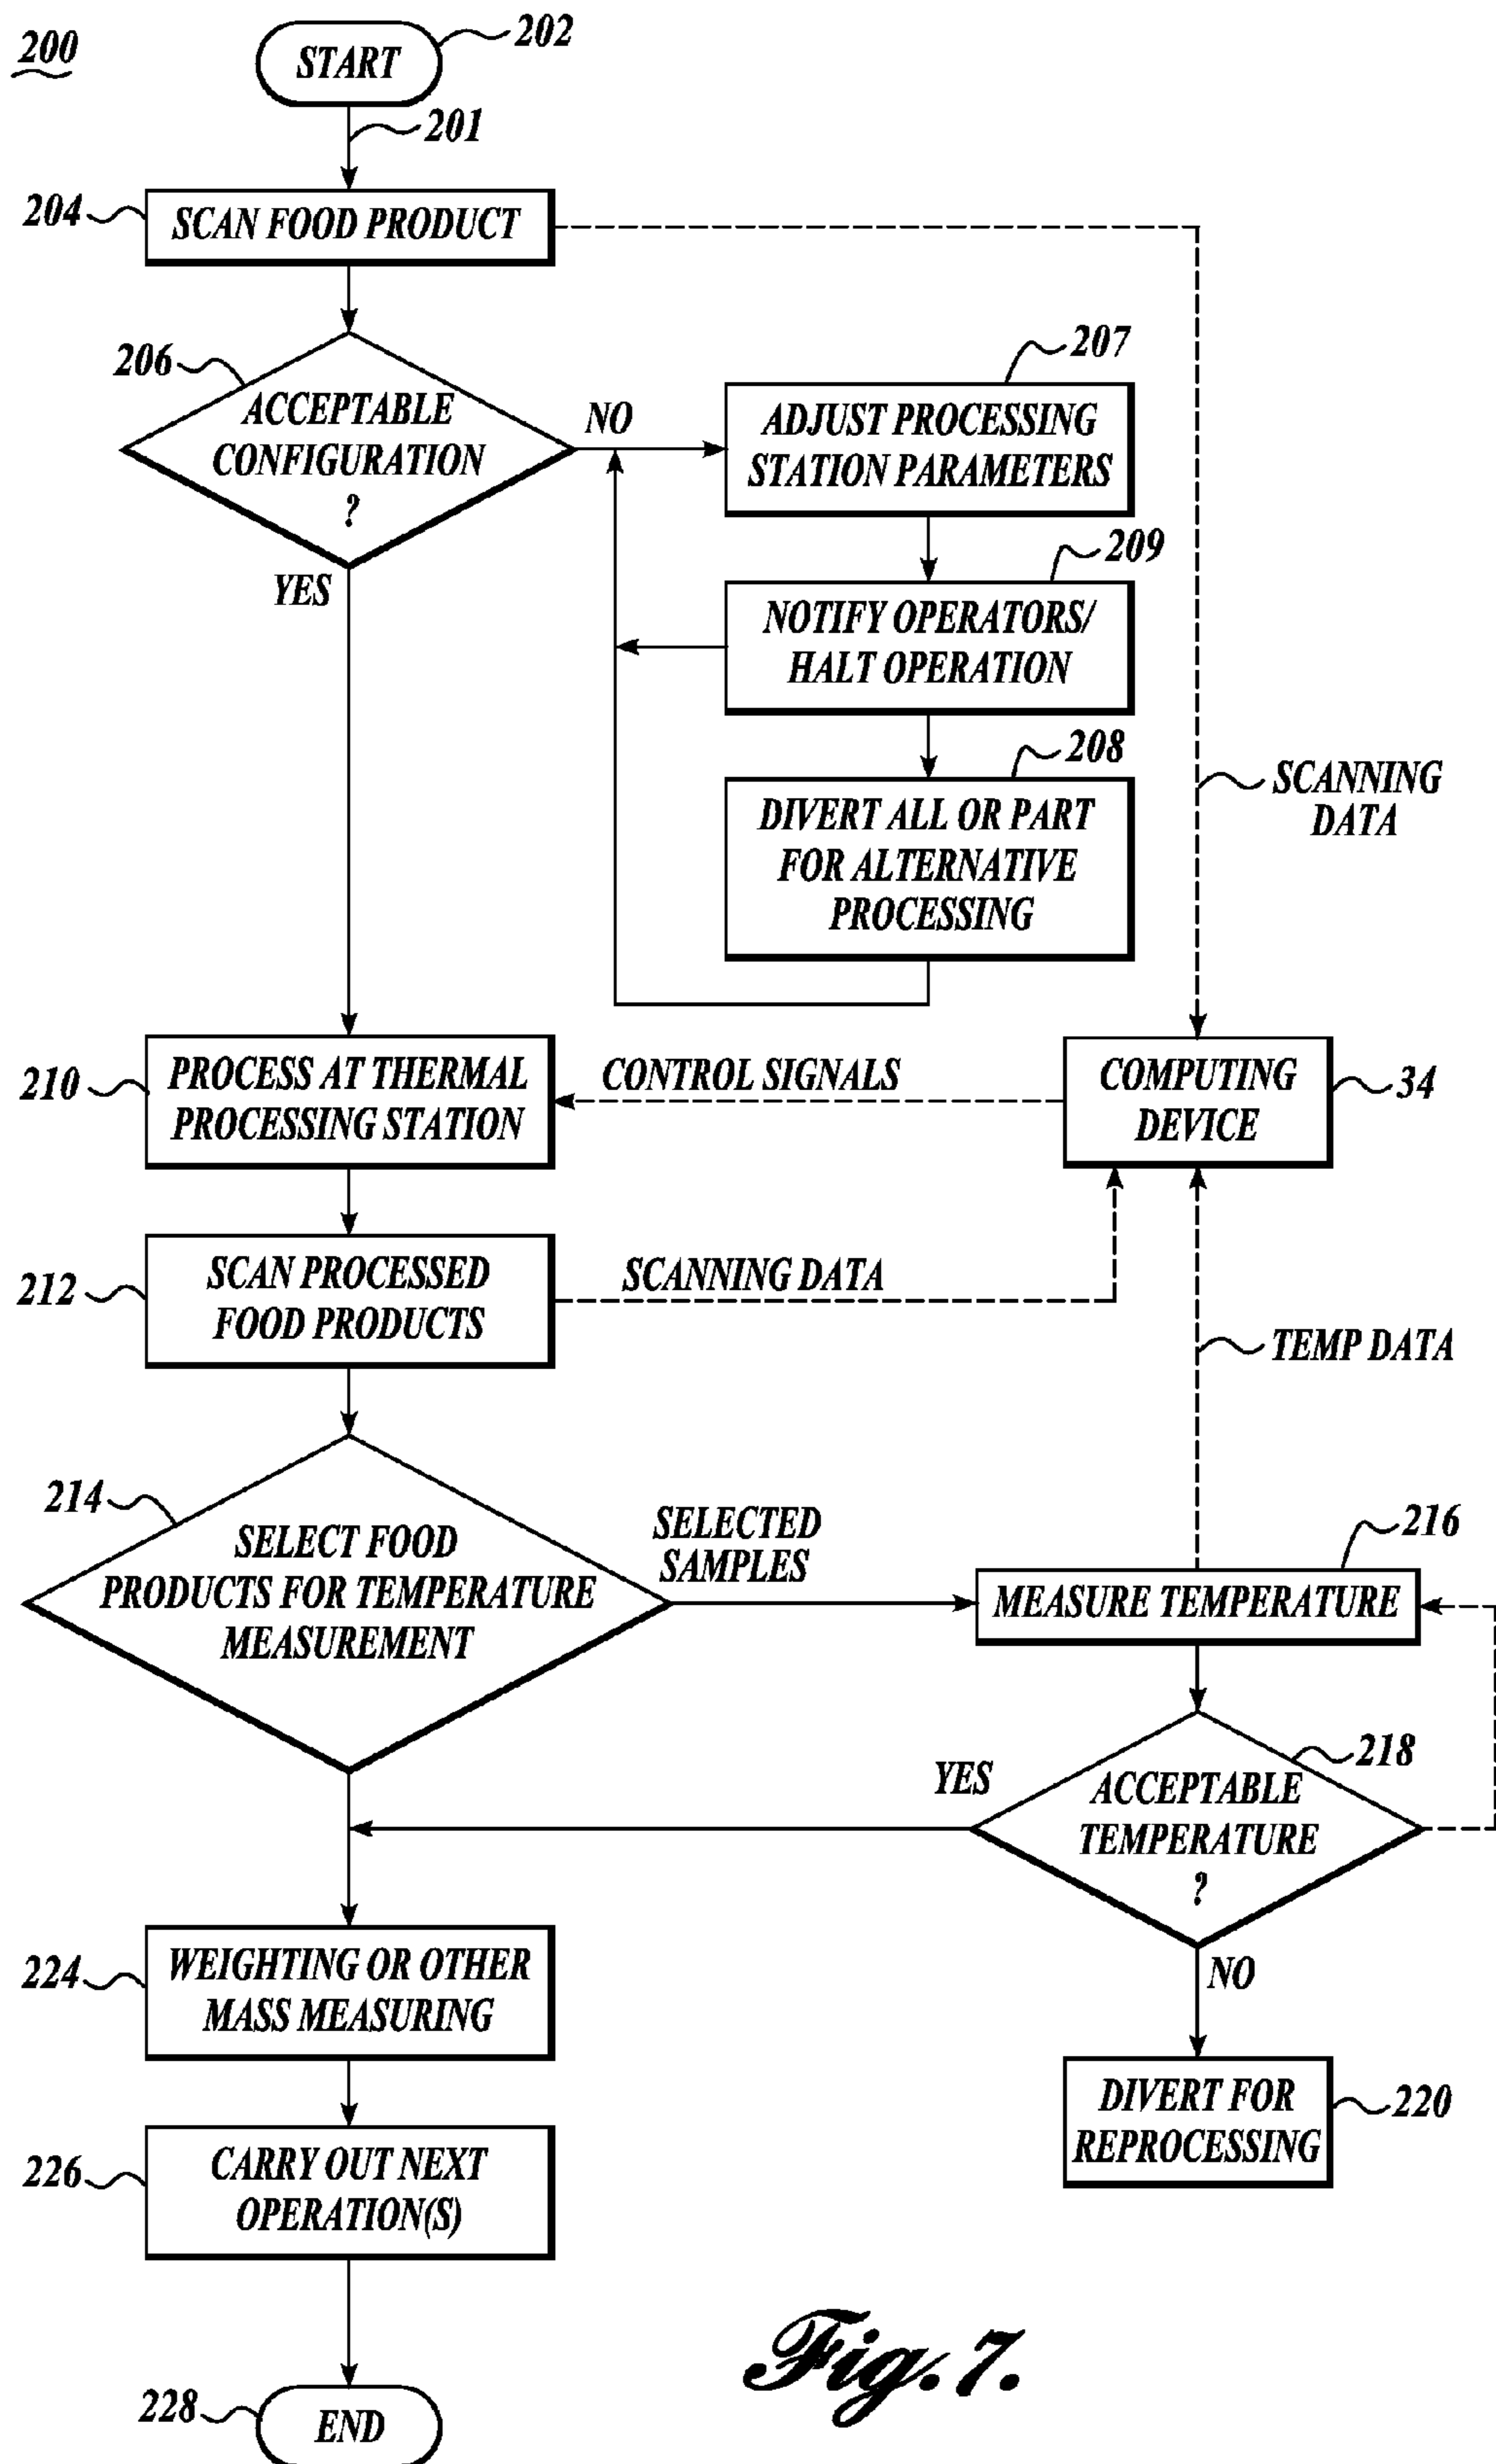 200
START
202
201
204
SCAN FOOD PRODUCT
206
ACCEPTABLE
CONFIGURATION
?
NO
YES
207
ADJUST PROCESSING
STATION PARAMETERS
209
NOTIFY OPERATORS/
HALT OPERATION
208
DIVERT ALL OR PART
FOR ALTERNATIVE
PROCESSING
SCANNING
DATA
210
PROCESS AT THERMAL
PROCESSING STATION
CONTROL SIGNALS
COMPUTING
DEVICE
34
212
SCAN PROCESSED
FOOD PRODUCTS
SCANNING DATA
TEMP DATA
214
SELECT FOOD
PRODUCTS FOR TEMPERATURE
MEASUREMENT
SELECTED
SAMPLES
216
MEASURE TEMPERATURE
218
YES
ACCEPTABLE
TEMPERATURE
?
NO
224
WEIGHTING OR OTHER
MASS MEASURING
DIVERT FOR
REPROCESSING
220
226
CARRY OUT NEXT
OPERATION(S)
228
END
Fig. 7.